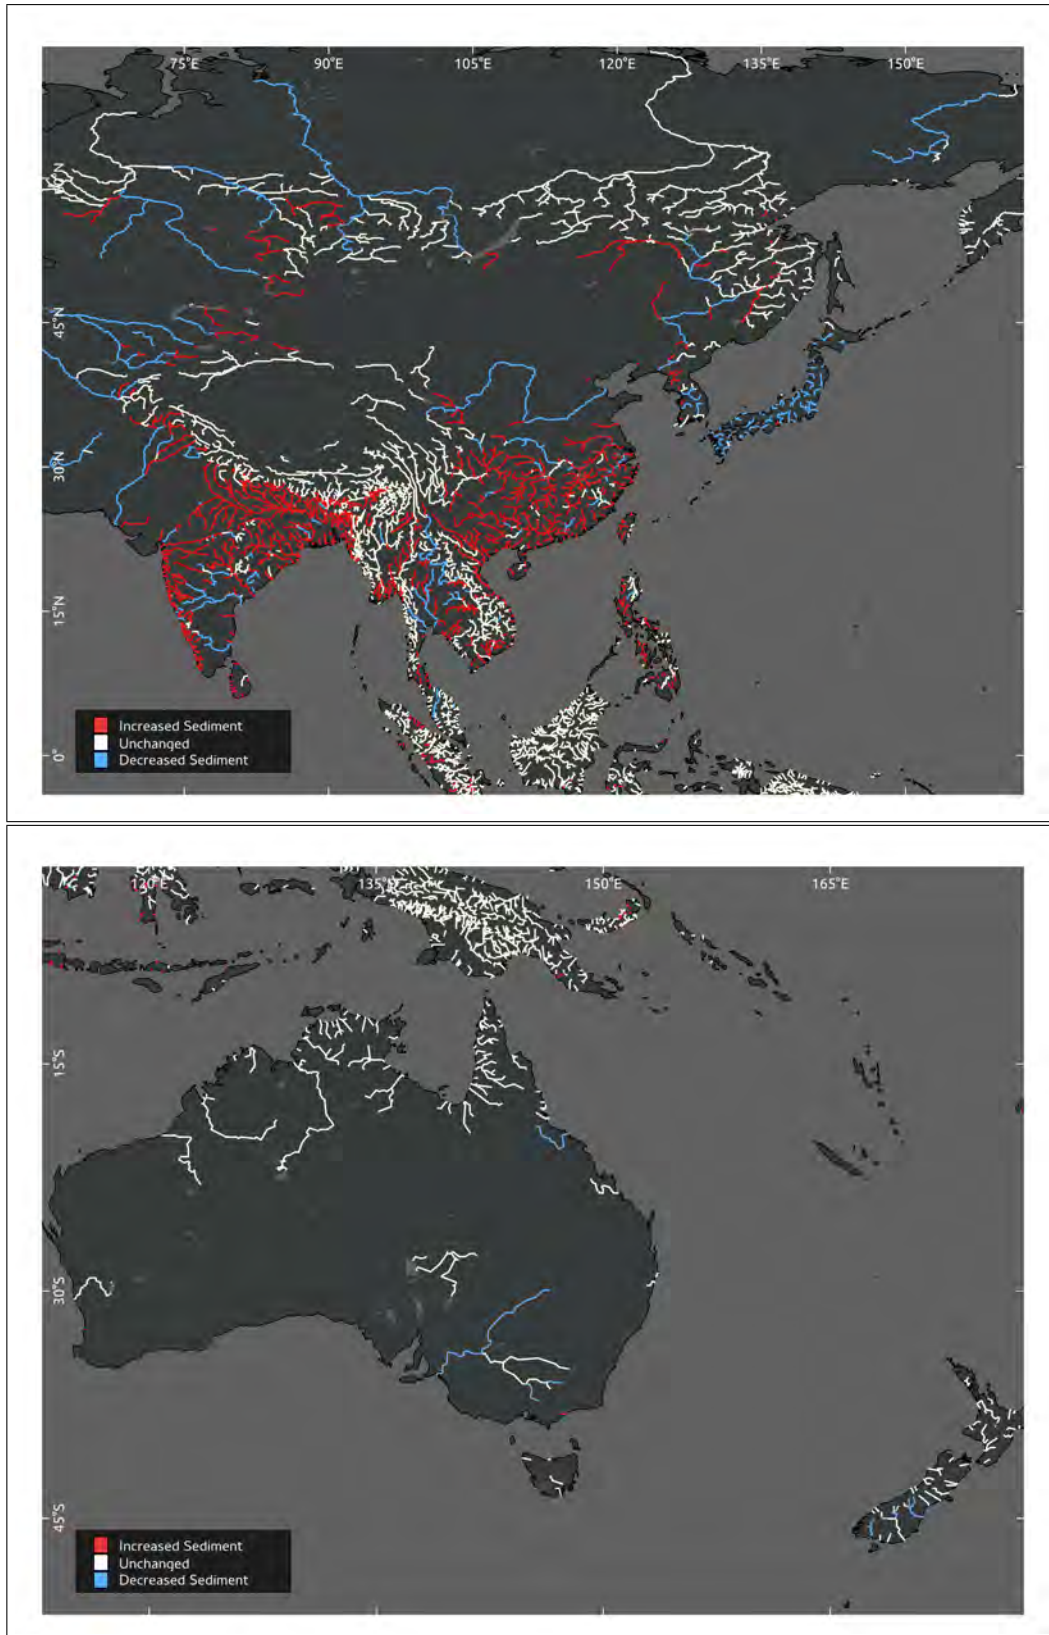 75°E 90°E 105°E 120°E 135°E 150°E
45°N
30°N
15°N
0°
Increased Sediment
Unchanged
Decreased Sediment
120°E 135°E 150°E 165°E
15°S
30°S
45°S
Increased Sediment
Unchanged
Decreased Sediment